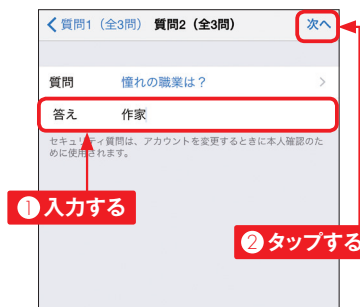 質問1（全3問） 質問2（全3問） 次へ
質問 憧れの職業は？
答え 作家
セキュリティ質問は、アカウントを変更するときに本人確認のた
めに使用されます。
①入力する
②タップする